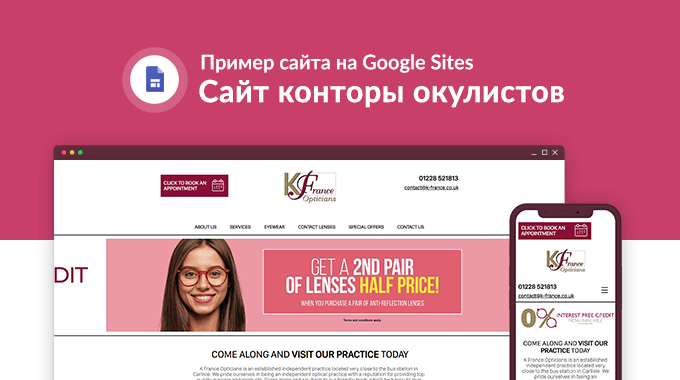 Пример сайта на Google Sites
Сайт конторы окулистов
CLICK TO BOOK AN
APPOINTMENT
K France
Opticians
01228 521813
contact@k-france.co.uk
ABOUT US
SERVICES
EYEWEAR
CONTACT LENSES
SPECIAL OFFERS
CONTACT US
DIT
GET A 2ND PAIR
OF LENSES HALF PRICE!
WHEN YOU PURCHASE A PAIR OF ANTI-REFLECTION LENSES
Terms and conditions apply.
COME ALONG AND VISIT OUR PRACTICE TODAY
K France Opticians is an established
independent practice located very close to the bus station in
Carlisle. We pride ourselves in being an
independent optical practice with a reputation for providing top
CLICK TO BOOK AN
APPOINTMENT
K France
Opticians
01228 521813
contact@k-france.co.uk
0% INTEREST FREE CREDIT
NOW AVAILABLE
COME ALONG AND
VISIT OUR
PRACTICE TODAY
K France Opticians is an
established independent
practice located very
close to the bus station in
Carlisle. We pride
ourselves in being an